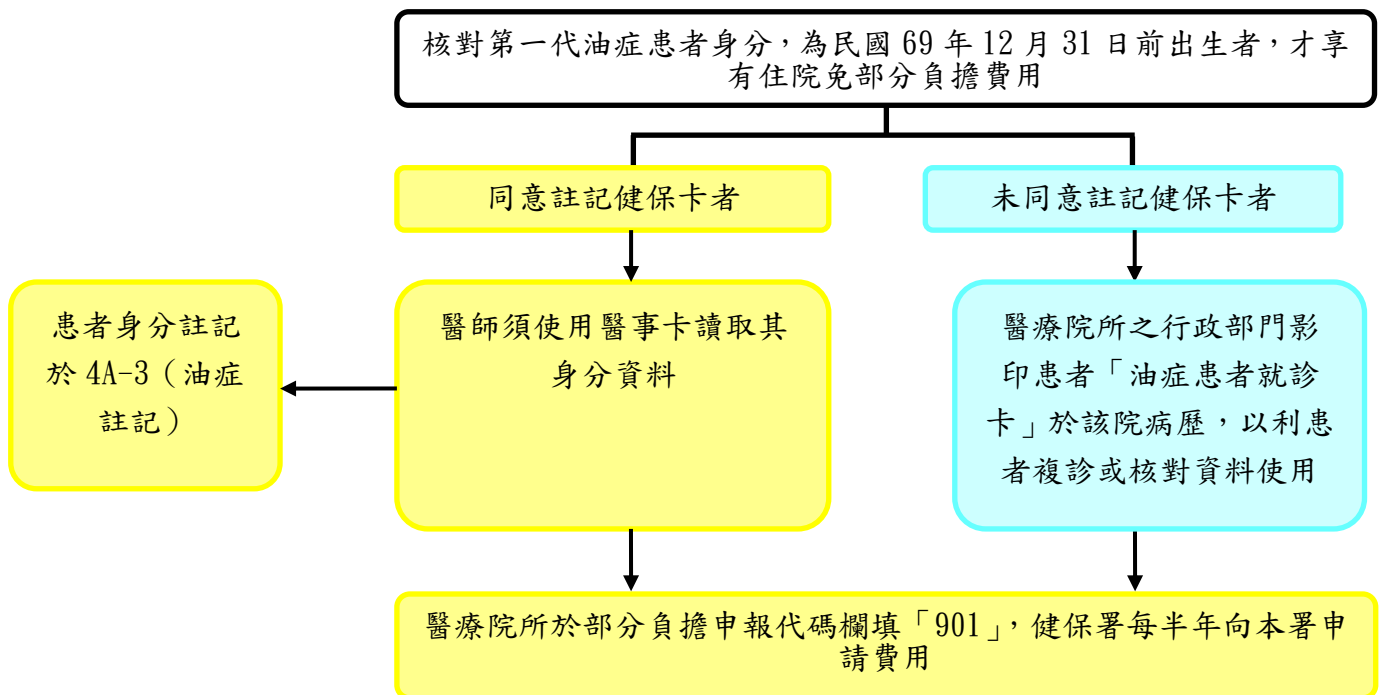 核對第一代油症患者身分，為民國 69 年 12 月 31 日前出生者，才享
有住院免部分負擔費用
同意註記健保卡者
未同意註記健保卡者
患者身分註記
於 4A-3（油症
註記）
醫師須使用醫事卡讀取其
身分資料
醫療院所之行政部門影
印患者「油症患者就診
卡」於該院病歷，以利患
者複診或核對資料使用
醫療院所於部分負擔申報代碼欄填「901」，健保署每半年向本署申
請費用